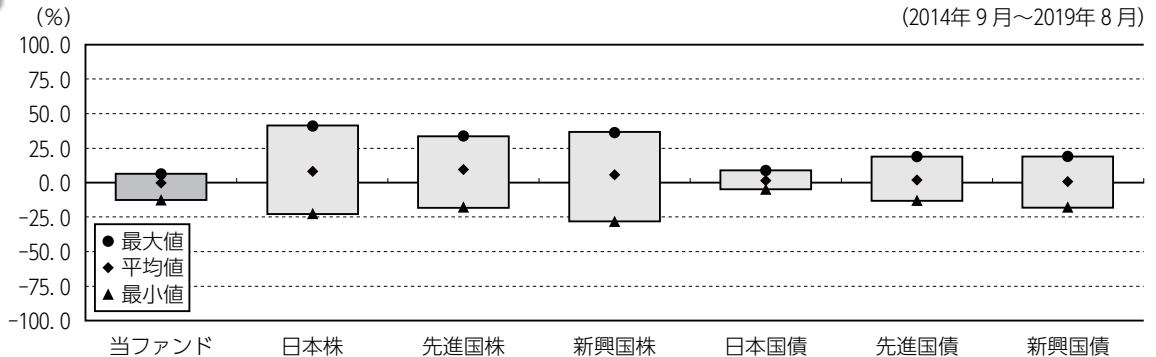 (%)
(2014年9月~2019年8月)
100.0
75.0
50.0
25.0
0.0
-25.0
-50.0
-75.0
-100.0
● 最大値
◆ 平均値
▲ 最小値
当ファンド 日本株 先進国株 新興国株 日本国債 先進国債 新興国債